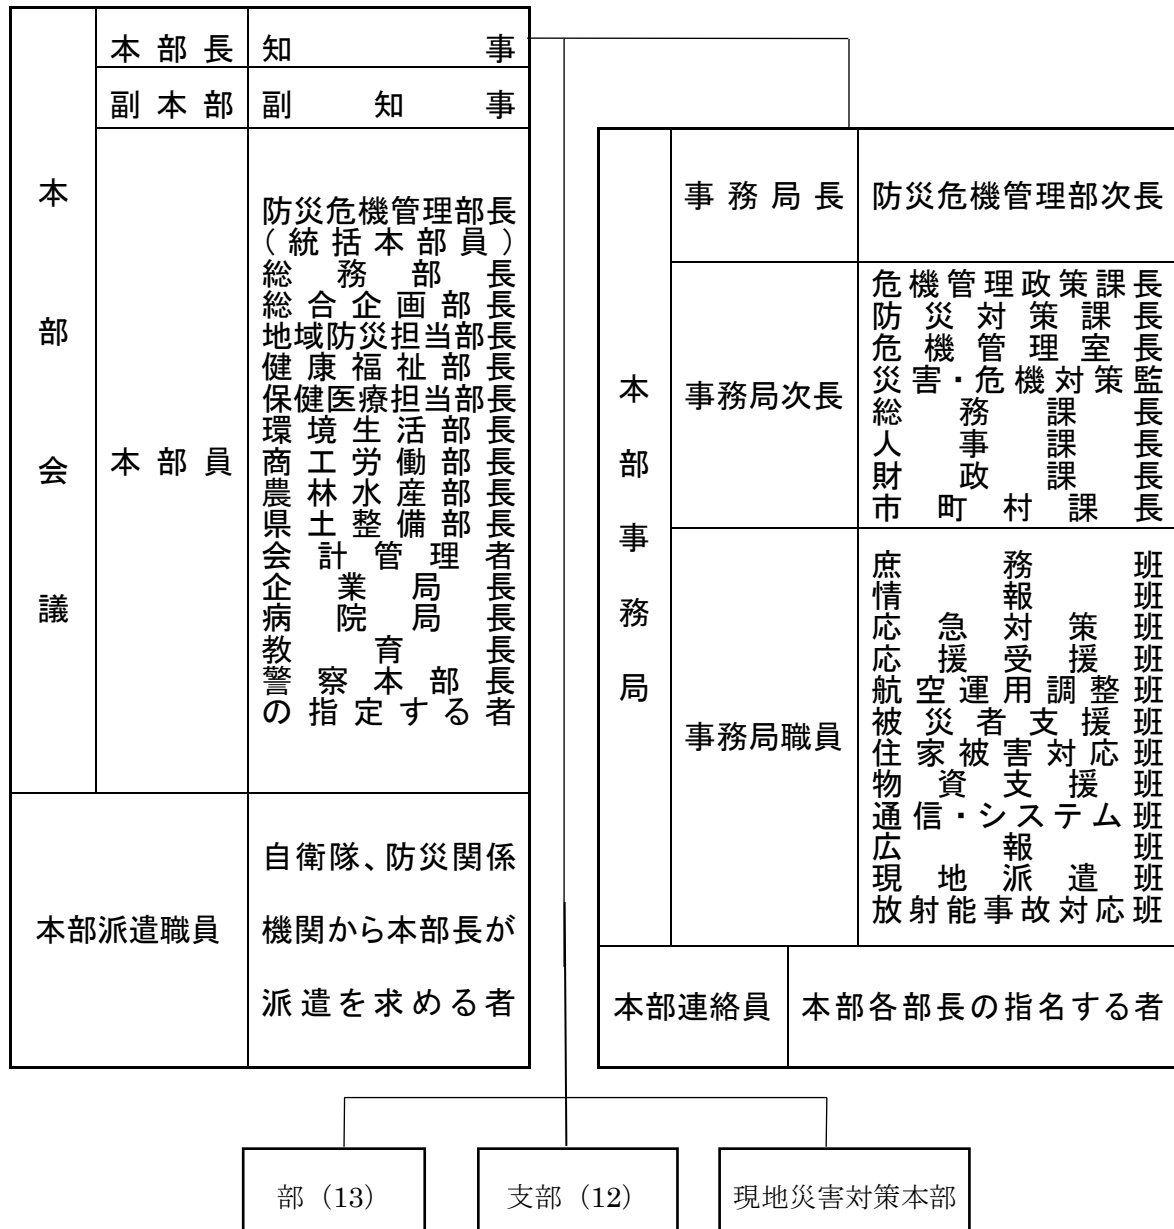 本部会議
本部長
知事
副本部
副知事
本部員
防災危機管理部長
(統括本部員)
総務部長
総合企画部長
地域防災担当部長
健康福祉部長
保健医療担当部長
環境生活部長
商工労働部長
農林水産部長
県土整備部長
会計管理者
企業局長
病院局長
教育長
警察本部長
の指定する者
本部派遣職員
自衛隊、防災関係
機関から本部長が
派遣を求める者
本部事務局
事務局長
防災危機管理部次長
事務局次長
危機管理政策課長
防災対策課長
危機管理室長
災害・危機対策監
総務課長
人事課長
財政課長
市町村課長
事務局職員
庶務班
情報班
応急対策班
応援受援班
航空運用調整班
被災者支援班
住家被害対応班
物資支援班
通信・システム班
広報班
現地派遣班
放射能事故対応班
本部連絡員
本部各部長の指名する者
部（13）
支部（12）
現地災害対策本部